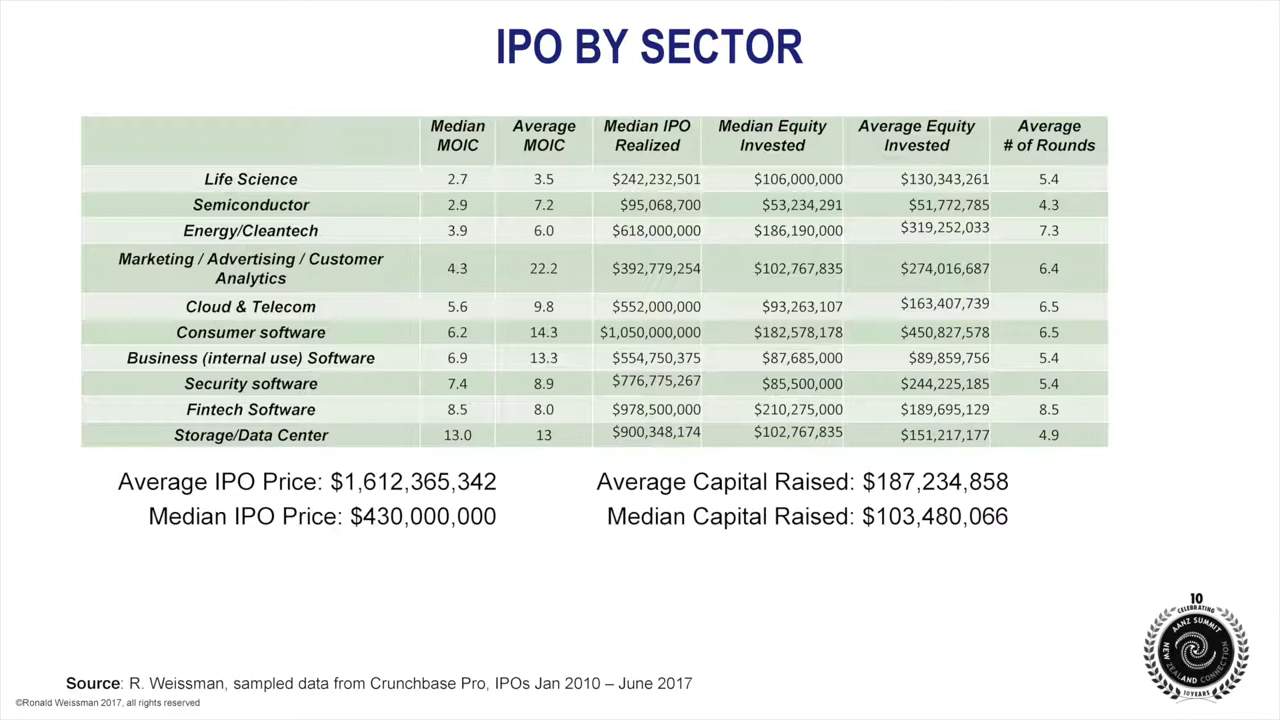 IPO BY SECTOR
Median MOIC Average MOIC Median IPO Realized Median Equity Invested Average Equity Invested Average # of Rounds
Life Science 2.7 3.5 $242,232,501 $106,000,000 $130,343,261 5.4
Semiconductor 2.9 7.2 $95,068,700 $53,234,291 $51,772,785 4.3
Energy/Cleantech 3.9 6.0 $618,000,000 $186,190,000 $319,252,033 7.3
Marketing / Advertising / Customer Analytics 4.3 22.2 $392,779,254 $102,767,835 $274,016,687 6.4
Cloud & Telecom 5.6 9.8 $552,000,000 $93,263,107 $163,407,739 6.5
Consumer software 6.2 14.3 $1,050,000,000 $182,578,178 $450,827,578 6.5
Business (internal use) Software 6.9 13.3 $554,750,375 $87,685,000 $89,859,756 5.4
Security software 7.4 8.9 $776,775,267 $85,500,000 $244,225,185 5.4
Fintech Software 8.5 8.0 $978,500,000 $210,275,000 $189,695,129 8.5
Storage/Data Center 13.0 13 $900,348,174 $102,767,835 $151,217,177 4.9
Average IPO Price: $1,612,365,342 Average Capital Raised: $187,234,858
Median IPO Price: $430,000,000 Median Capital Raised: $103,480,066
10
CELEBRATING
AANZ SUMMIT
NEW ZEALAND CONNECTION
10 YEARS
Source: R. Weissman, sampled data from Crunchbase Pro, IPOs Jan 2010 – June 2017
©Ronald Weissman 2017, all rights reserved